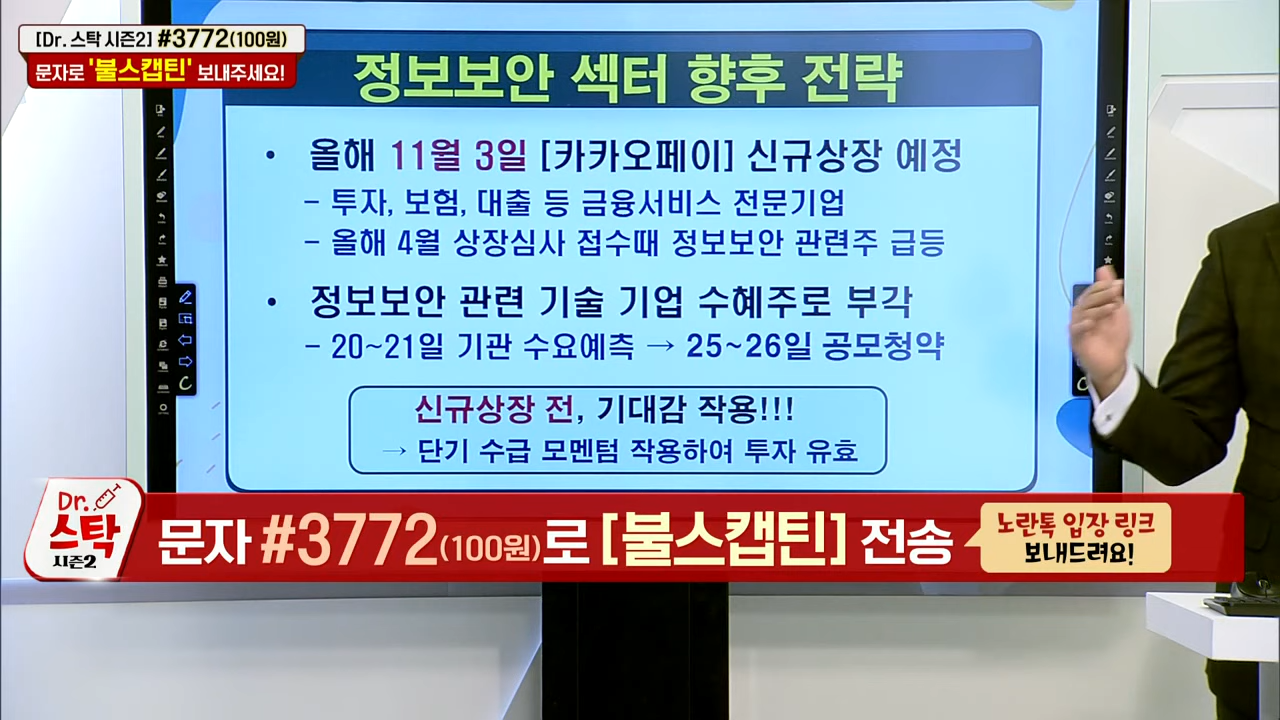 [Dr. 스탁 시즌2] #3772(100원)
문자로 '불스캡틴' 보내주세요!
정보보안 섹터 향후 전략
• 올해 11월 3일 [카카오페이] 신규상장 예정
- 투자, 보험, 대출 등 금융서비스 전문기업
- 올해 4월 상장심사 접수때 정보보안 관련주 급등
• 정보보안 관련 기술 기업 수혜주로 부각
- 20~21일 기관 수요예측 → 25~26일 공모청약
신규상장 전, 기대감 작용!!!
→ 단기 수급 모멘텀 작용하여 투자 유효
Dr.
스탁
시즌2
문자 #3772(100원)로 [불스캡틴] 전송
노란톡 입장 링크
보내드려요!